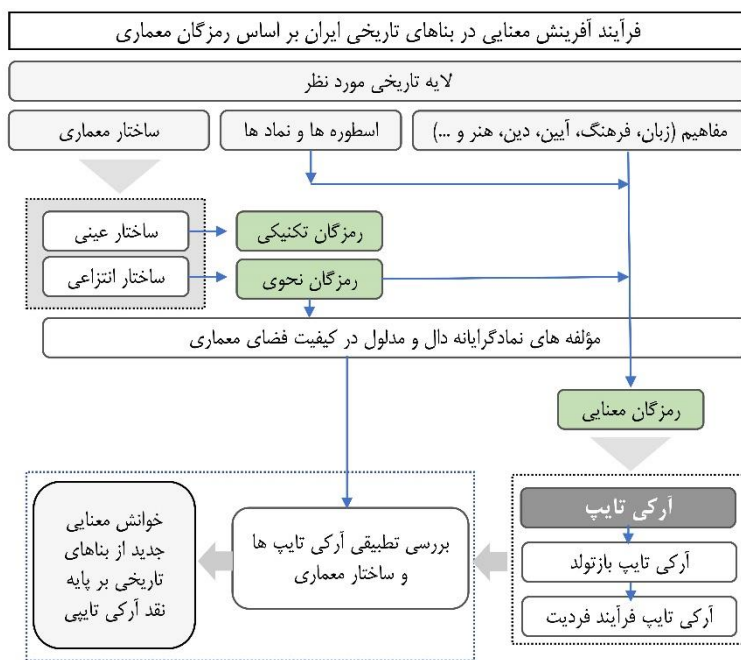 فرآیند آفرینش معنایی در بناهای تاریخی ایران بر اساس رمزگان معماری
لایه تاریخی مورد نظر
مفاهیم (زبان، فرهنگ، آیین، دین، هنر و ...)
اسطوره ها و نماد ها
ساختار معماری
ساختار عینی
رمزگان تکنیکی
ساختار انتزاعی
رمزگان نحوی
مؤلفه های نمادگرایانه دال و مدلول در کیفیت فضای معماری
رمزگان معنایی
آرکی تایپ
آرکی تایپ بازتولد
آرکی تایپ فرآیند فردیت
بررسی تطبیقی آرکی تایپ ها
و ساختار معماری
خوانش معنایی
جدید از بناهای
تاریخی بر پایه
نقد آرکی تایپی